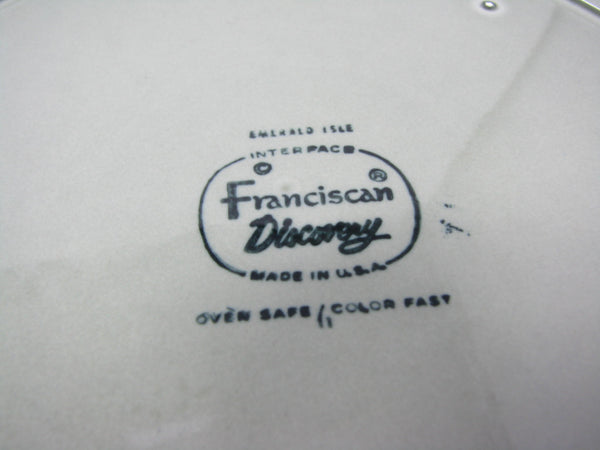 EMERALD ISLE
INTERPACE
© ®
Franciscan
Discovery
MADE IN U.S.A.
OVEN SAFE COLOR FAST